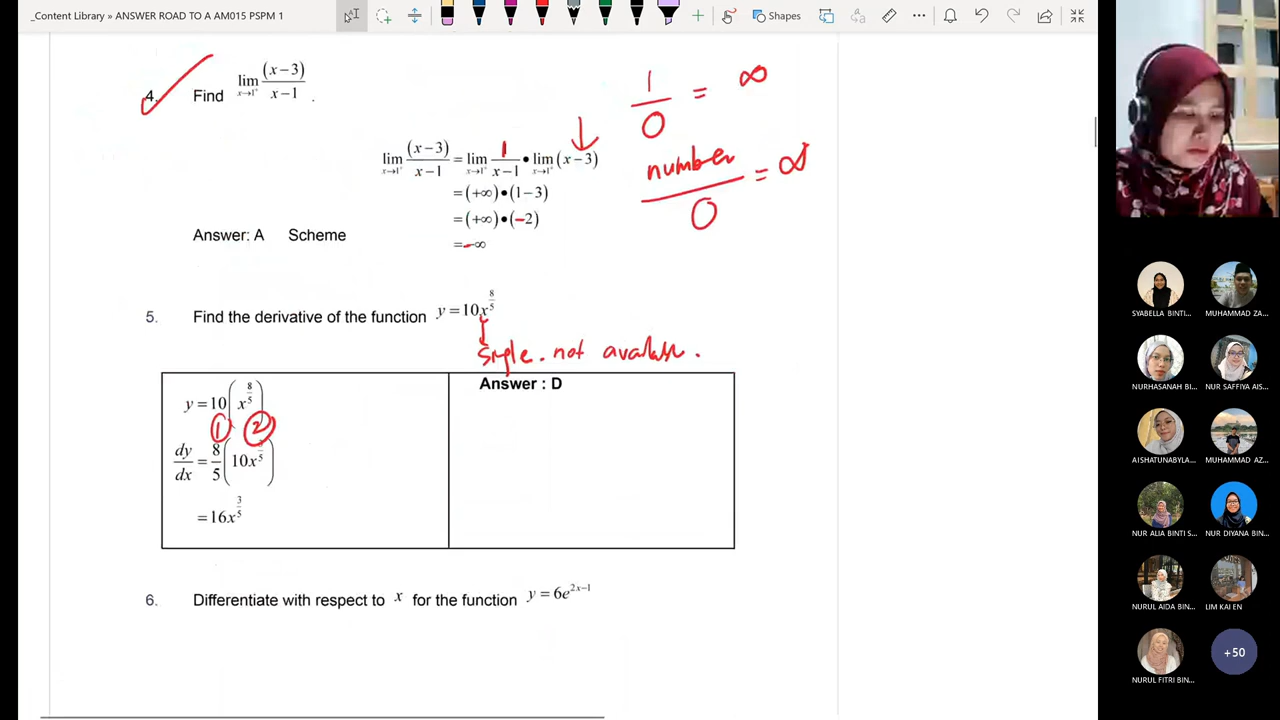 _Content Library » ANSWER ROAD TO A AM015 PSPM 1
Shapes
4. Find lim x→1⁺ (x−3)/(x−1) .
1/0 = ∞
number/0 = ∞
lim x→1⁺ (x−3)/(x−1) = lim x→1⁺ 1/(x−1) • lim x→1⁺ (x−3)
=(+∞)•(1−3)
=(+∞)•(−2)
=−∞
Answer: A Scheme
5. Find the derivative of the function y=10x^(8/5)
not available.
y=10(x^(8/5))
① ②
dy/dx = 8/5(10x^(3/5))
=16x^(3/5)
Answer : D
6. Differentiate with respect to x for the function y = 6e^(2x−1)
SYABELLA BINTI...
MUHAMMAD ZA...
NURHASANAH BI...
NUR SAFFIYA AIS...
AISHATUNABYLA...
MUHAMMAD AZ...
NUR ALIA BINTI S...
NUR DIYANA BIN...
NURUL AIDA BIN...
LIM KAI EN
NURUL FITRI BIN...
+50